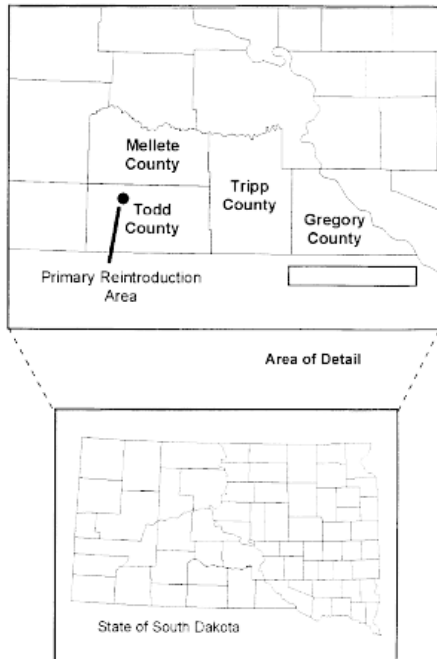 Mellete
County
Tripp
County
Todd
County
Gregory
County
Primary Reintroduction
Area
Area of Detail
State of South Dakota